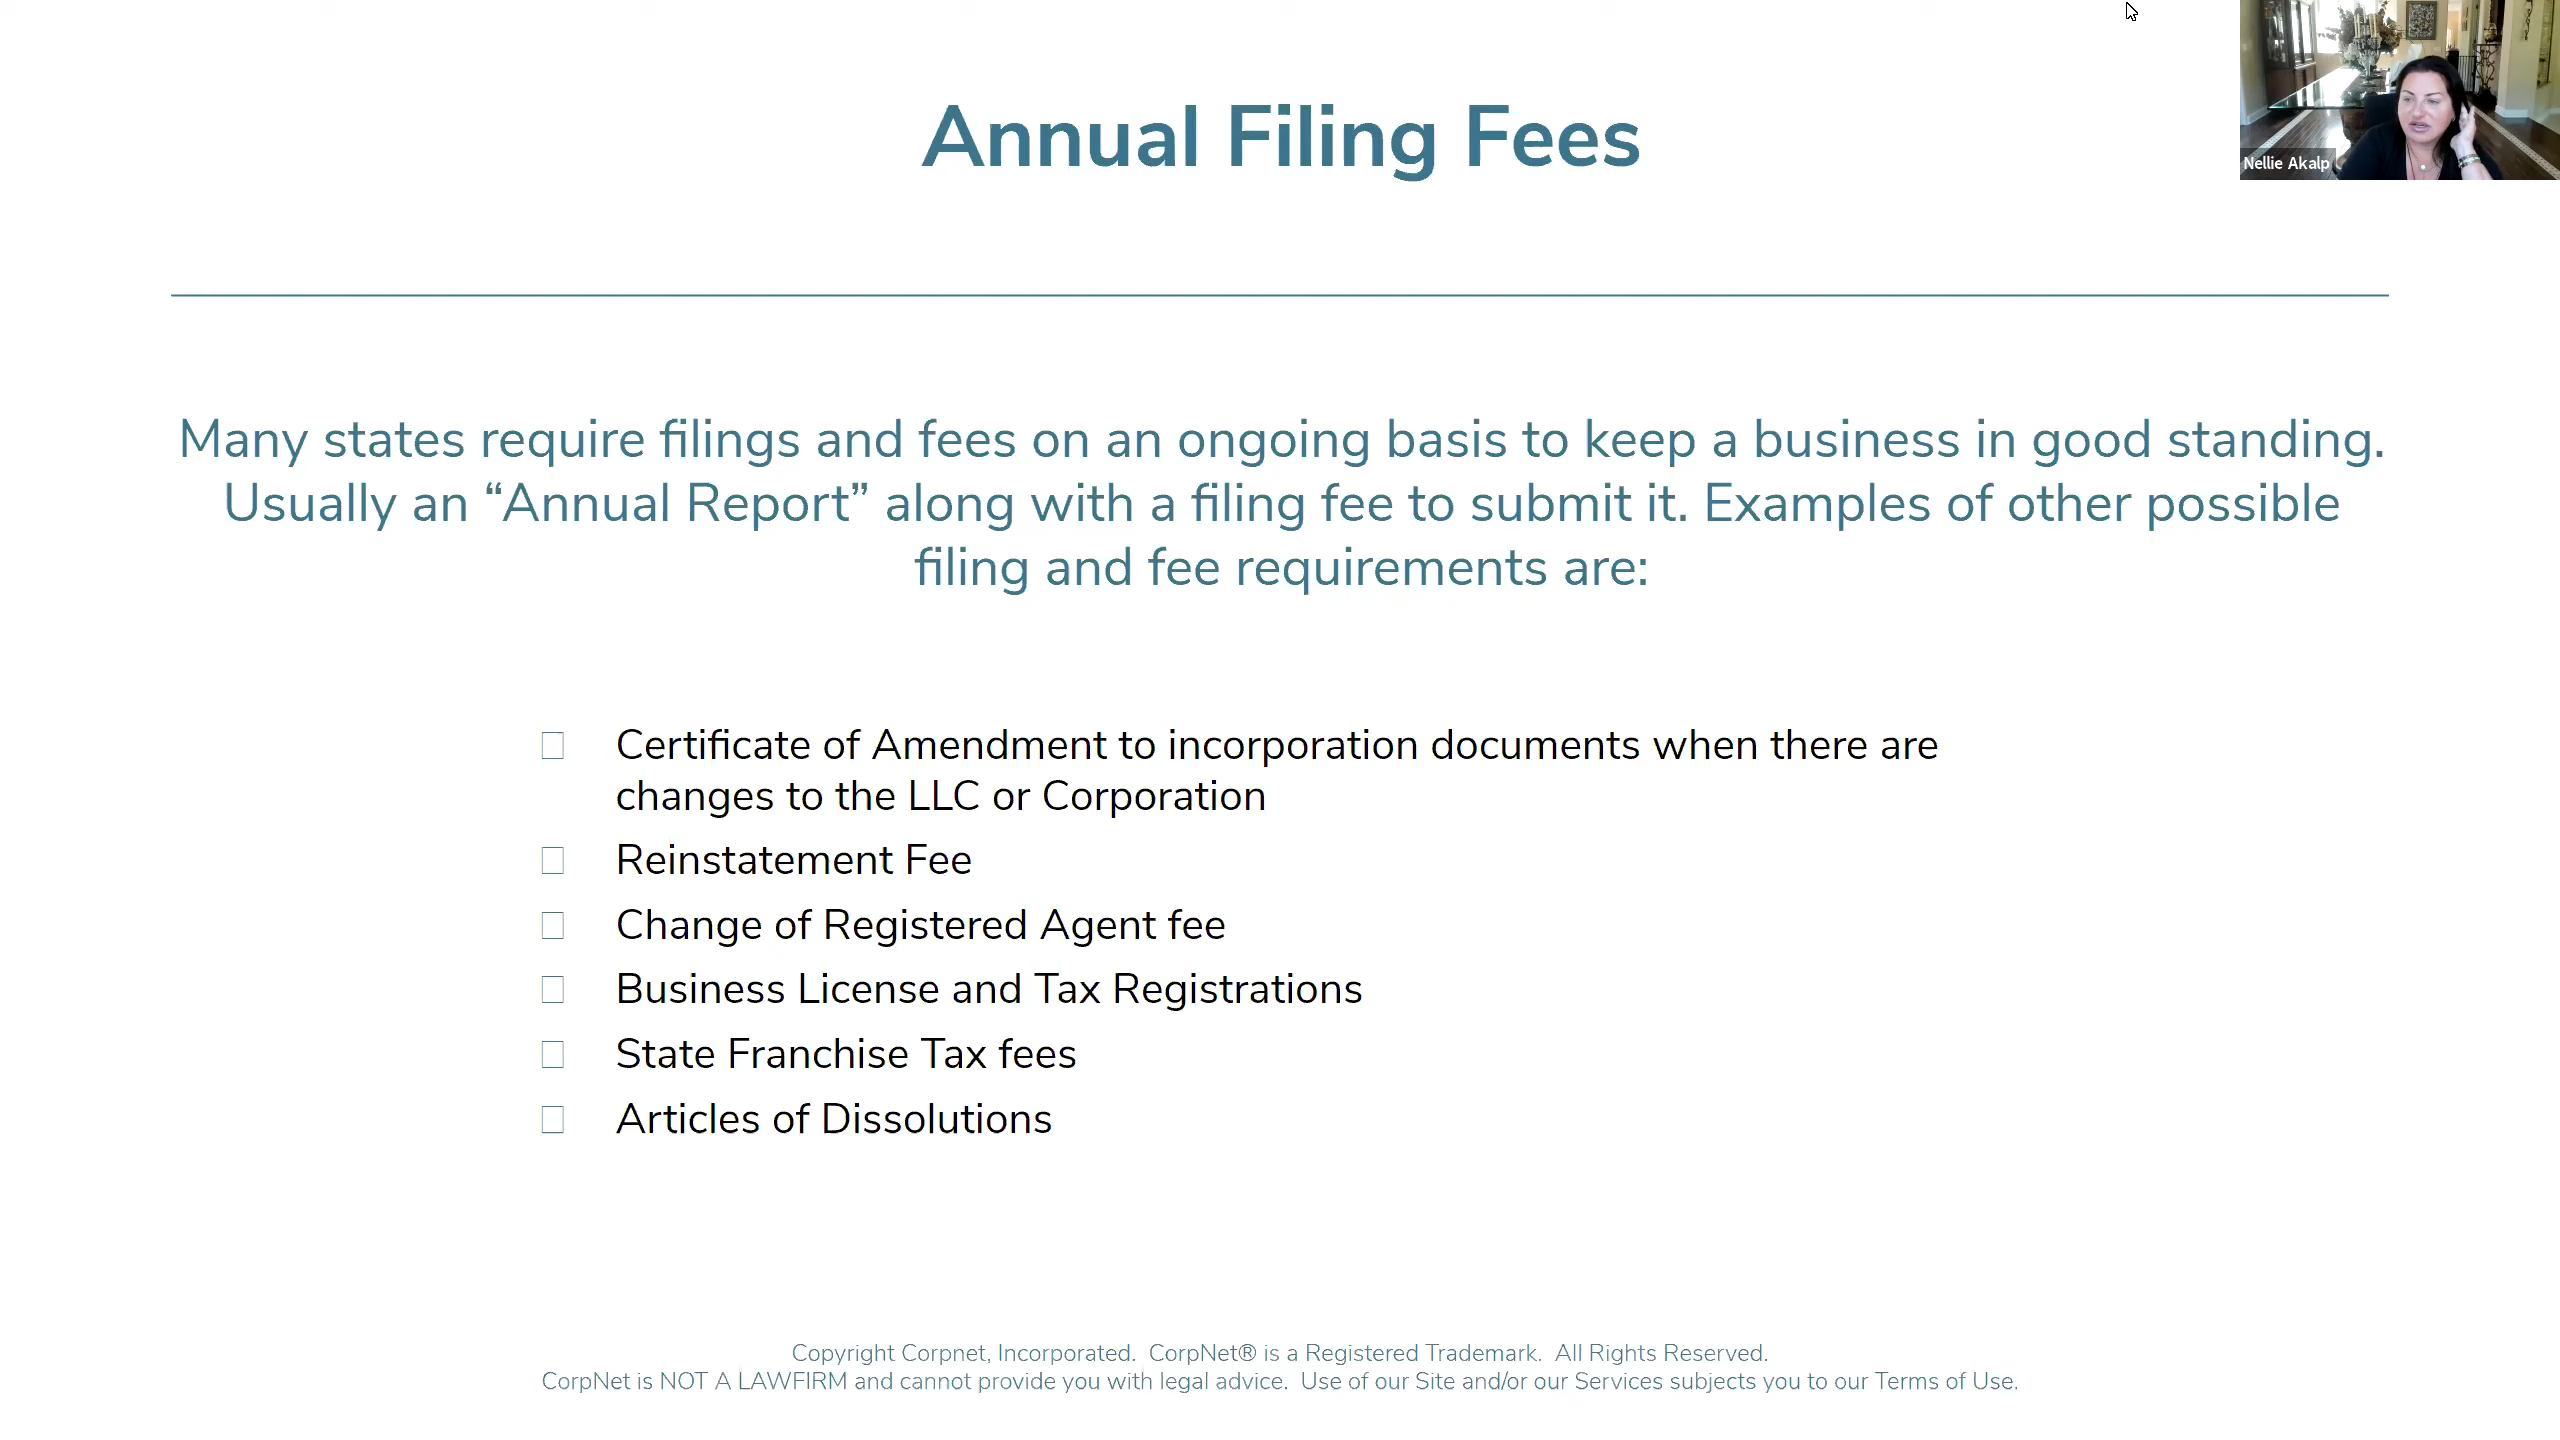 Annual Filing Fees
Nellie Akalp
Many states require filings and fees on an ongoing basis to keep a business in good standing.
Usually an “Annual Report” along with a filing fee to submit it. Examples of other possible
filing and fee requirements are:
Certificate of Amendment to incorporation documents when there are
changes to the LLC or Corporation
Reinstatement Fee
Change of Registered Agent fee
Business License and Tax Registrations
State Franchise Tax fees
Articles of Dissolutions
Copyright Corpnet, Incorporated.  CorpNet® is a Registered Trademark.  All Rights Reserved.
CorpNet is NOT A LAWFIRM and cannot provide you with legal advice.  Use of our Site and/or our Services subjects you to our Terms of Use.